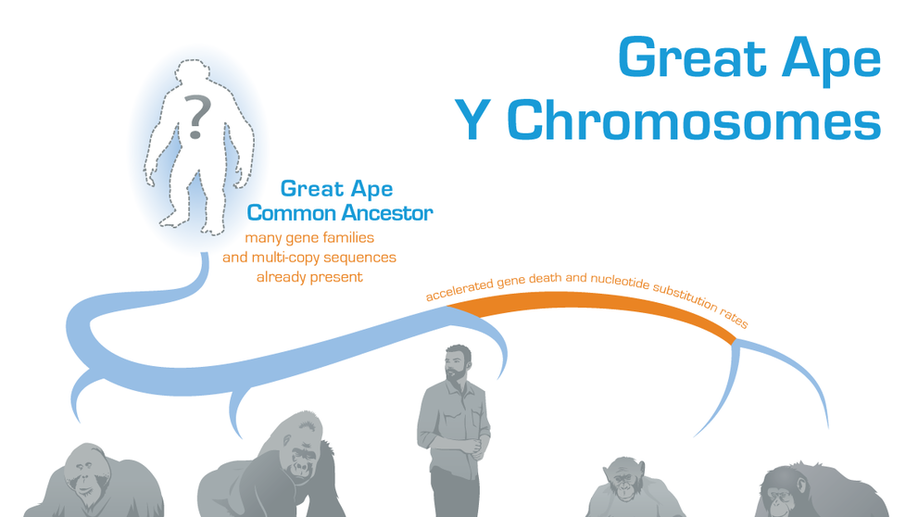 Great Ape
Y Chromosomes
?
Great Ape
Common Ancestor
many gene families
and multi-copy sequences
already present
accelerated gene death and nucleotide substitution rates